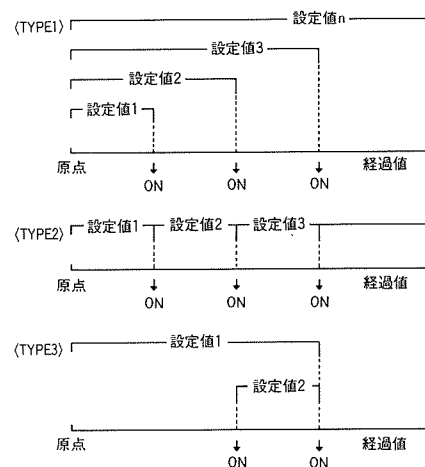 〈TYPE1〉
設定値n
設定値3
設定値2
設定値1
原点 経過値
ON ON ON
〈TYPE2〉 設定値1 設定値2 設定値3
原点 経過値
ON ON ON
〈TYPE3〉 設定値1
設定値2
原点 経過値
ON ON